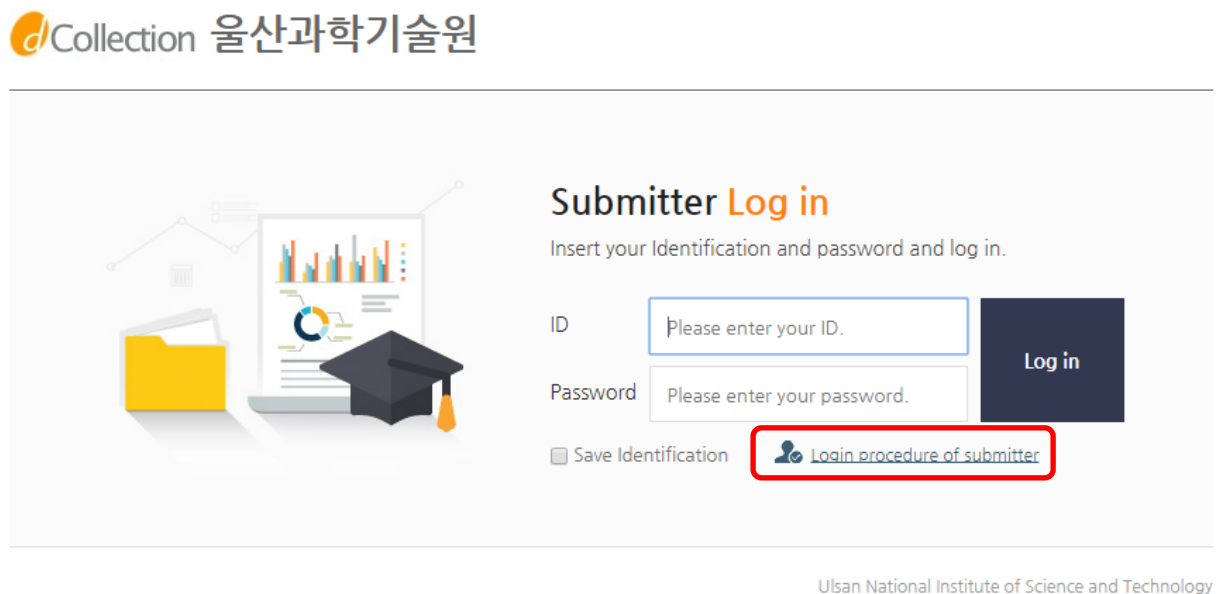 dCollection 울산과학기술원
Submitter Log in
Insert your Identification and password and log in.
ID
Please enter your ID.
Log in
Password
Please enter your password.
Save Identification
Login procedure of submitter
Ulsan National Institute of Science and Technology